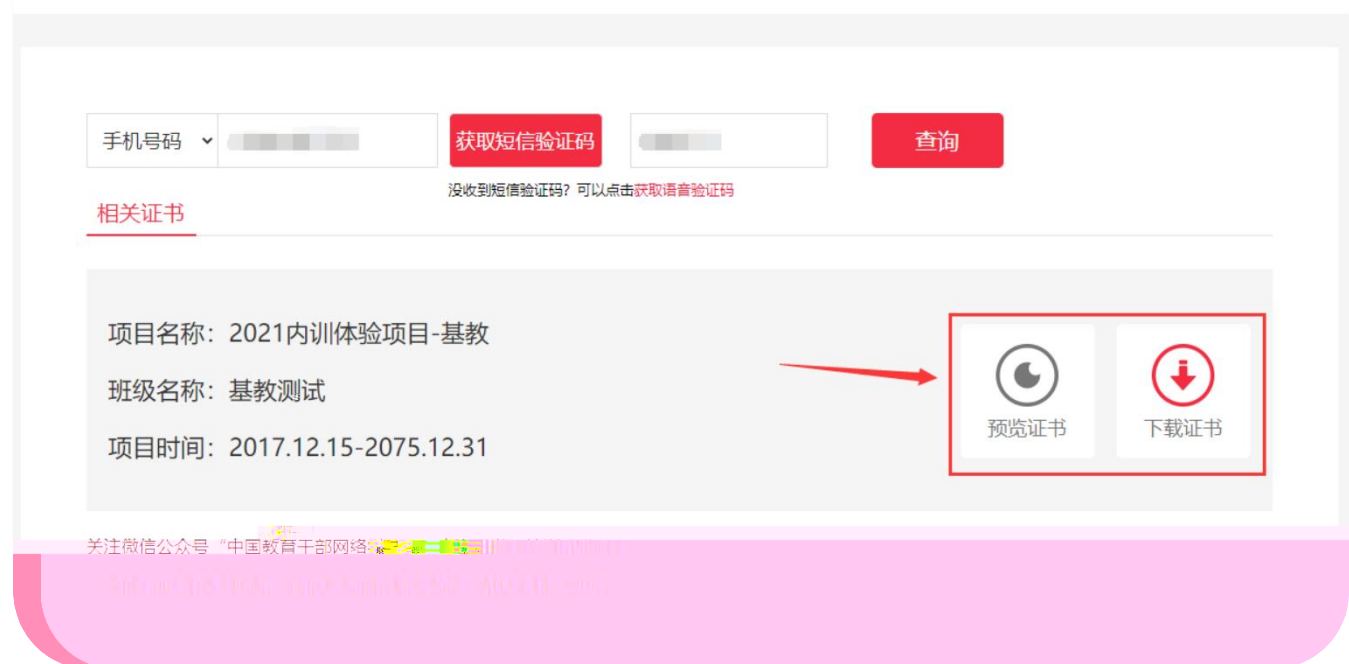 手机号码
获取短信验证码
查询
没收到短信验证码？可以点击获取语音验证码
相关证书
项目名称：2021内训体验项目-基教
班级名称：基教测试
项目时间：2017.12.15-2075.12.31
预览证书
下载证书
关注微信公众号“中国教育干部网络